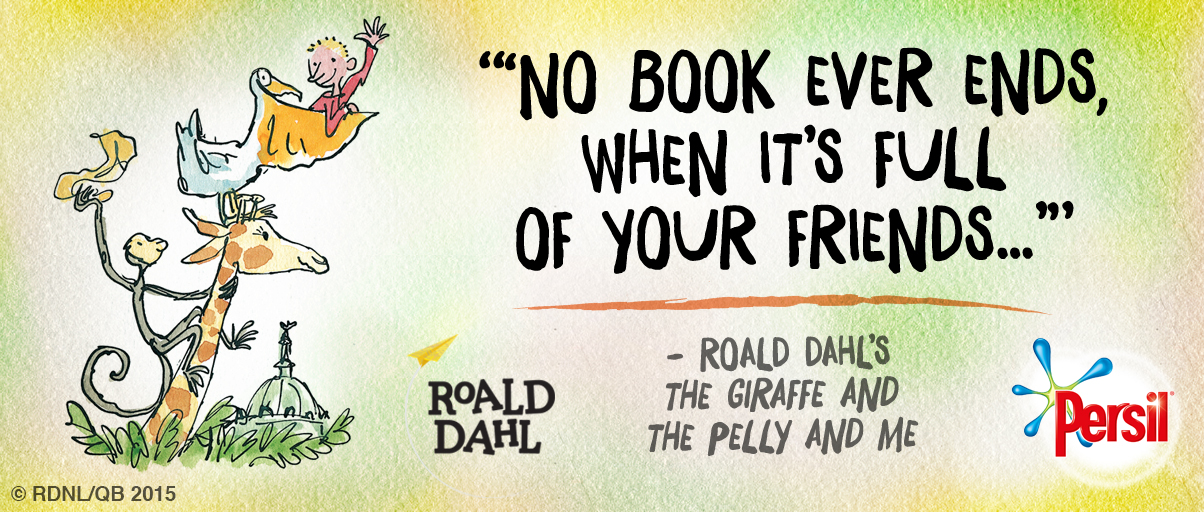 “‘“NO BOOK EVER ENDS,
WHEN IT’S FULL
OF YOUR FRIENDS...”’
– ROALD DAHL’S
THE GIRAFFE AND
THE PELLY AND ME
ROALD
DAHL
Persil
© RDNL/QB 2015